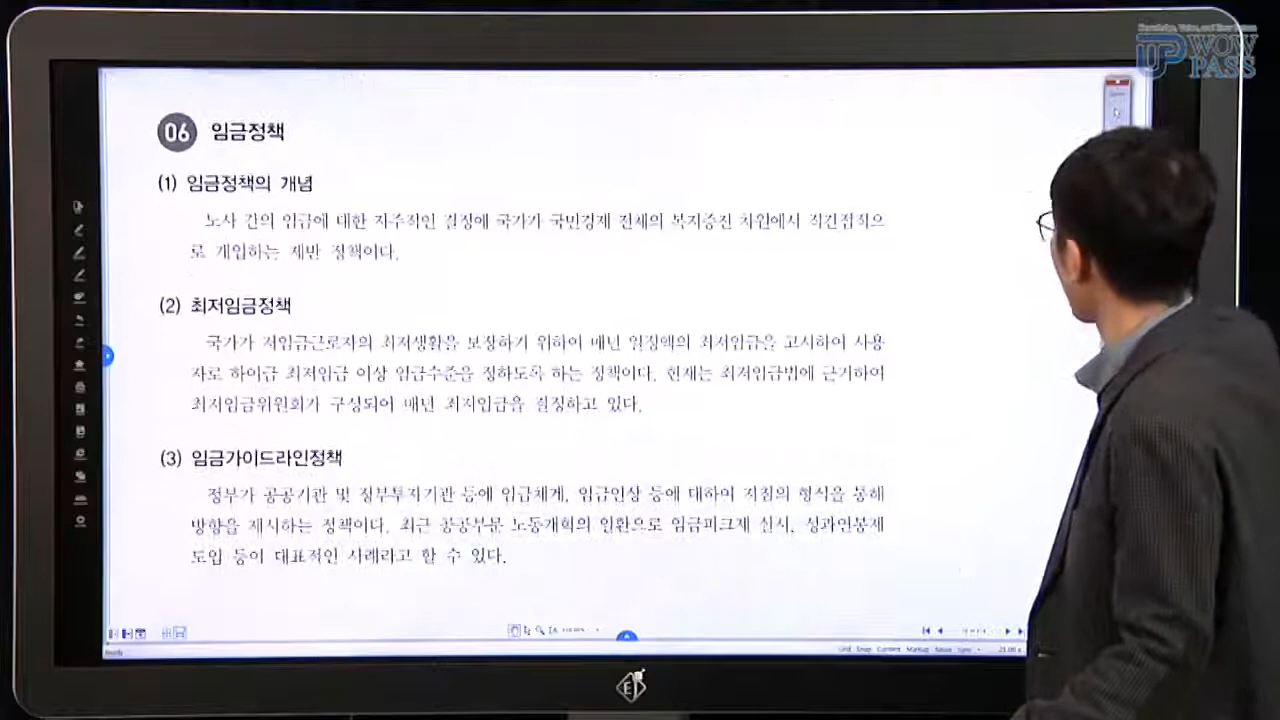 WOW
UP PASS
06 임금정책
(1) 임금정책의 개념
노사 간의 임금에 대한 자주적인 결정에 국가가 국민경제 전체의 복지증진 차원에서 직간접적으
로 개입하는 제반 정책이다.
(2) 최저임금정책
국가가 저임금근로자의 최저생활을 보장하기 위하여 매년 일정액의 최저임금을 고시하여 사용
자로 하여금 최저임금 이상 임금수준을 정하도록 하는 정책이다. 현재는 최저임금법에 근거하여
최저임금위원회가 구성되어 매년 최저임금을 결정하고 있다.
(3) 임금가이드라인정책
정부가 공공기관 및 정부투자기관 등에 임금체계, 임금인상 등에 대하여 지침의 형식을 통해
방향을 제시하는 정책이다. 최근 공공부문 노동개혁의 일환으로 임금피크제 실시, 성과연봉제
도입 등이 대표적인 사례라고 할 수 있다.